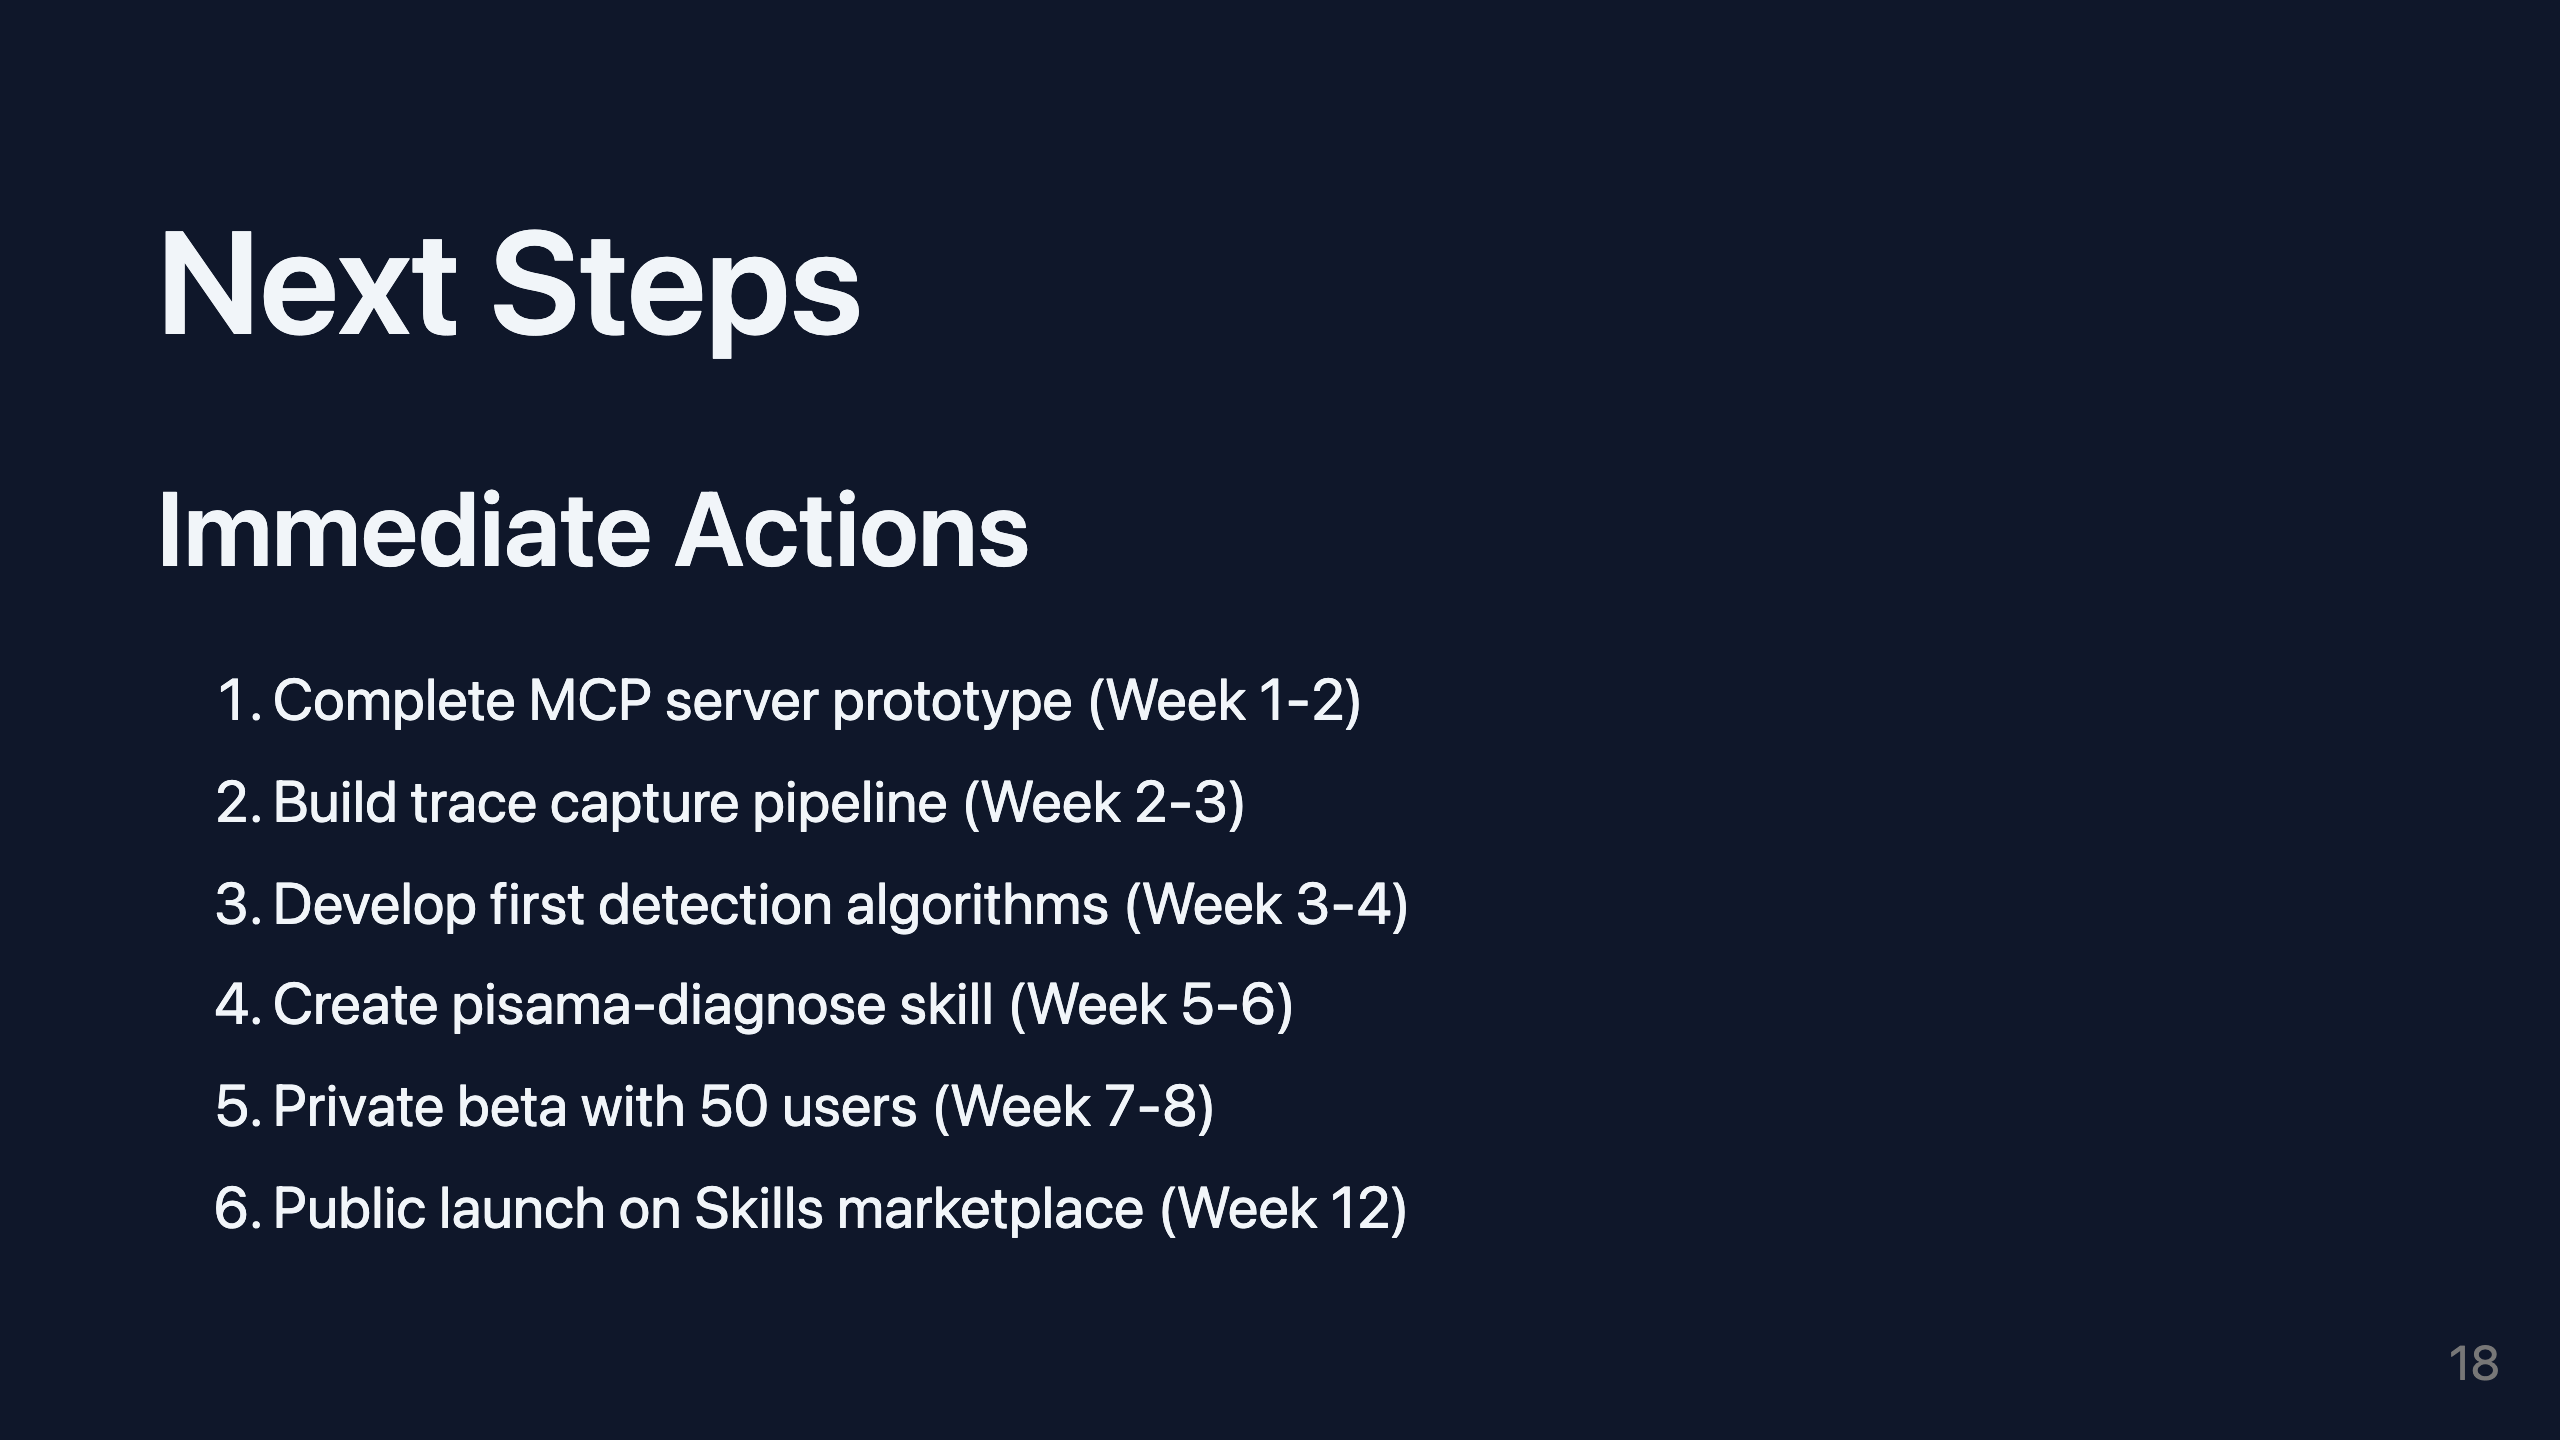 Next Steps
Immediate Actions
1. Complete MCP server prototype (Week 1-2)
2. Build trace capture pipeline (Week 2-3)
3. Develop first detection algorithms (Week 3-4)
4. Create pisama-diagnose skill (Week 5-6)
5. Private beta with 50 users (Week 7-8)
6. Public launch on Skills marketplace (Week 12)
18